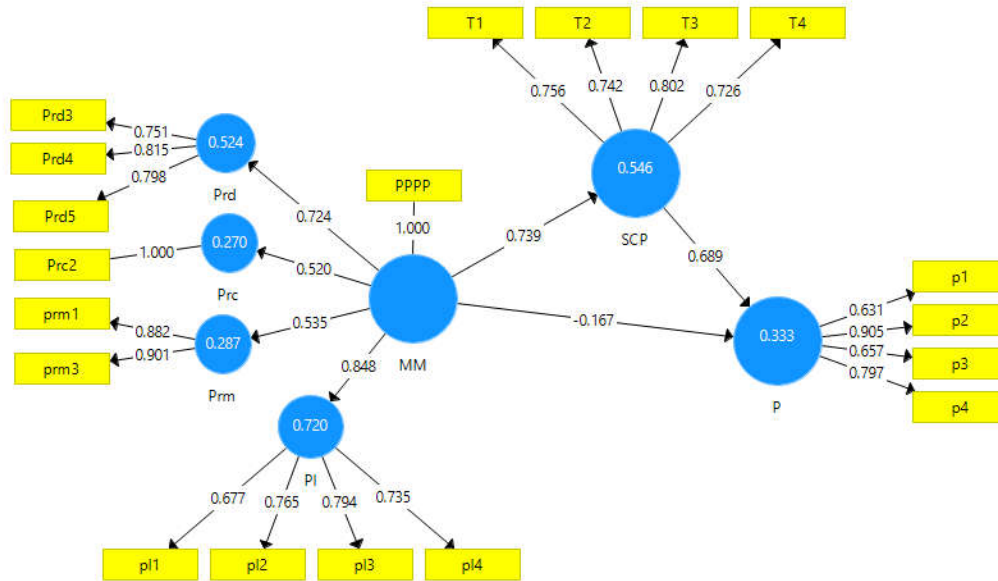 T1
T2
T3
T4
0.756
0.742
0.802
0.726
Prd3
Prd4
Prd5
0.751
0.815
0.798
0.524
Prd
0.546
SCP
PPPP
1.000
0.724
0.739
0.689
Prc2
1.000
0.270
Prc
0.520
prm1
prm3
0.882
0.901
0.287
Prm
0.535
MM
-0.167
0.333
P
0.631
0.905
0.657
0.797
p1
p2
p3
p4
0.848
0.720
Pl
0.677
0.765
0.794
0.735
pl1
pl2
pl3
pl4